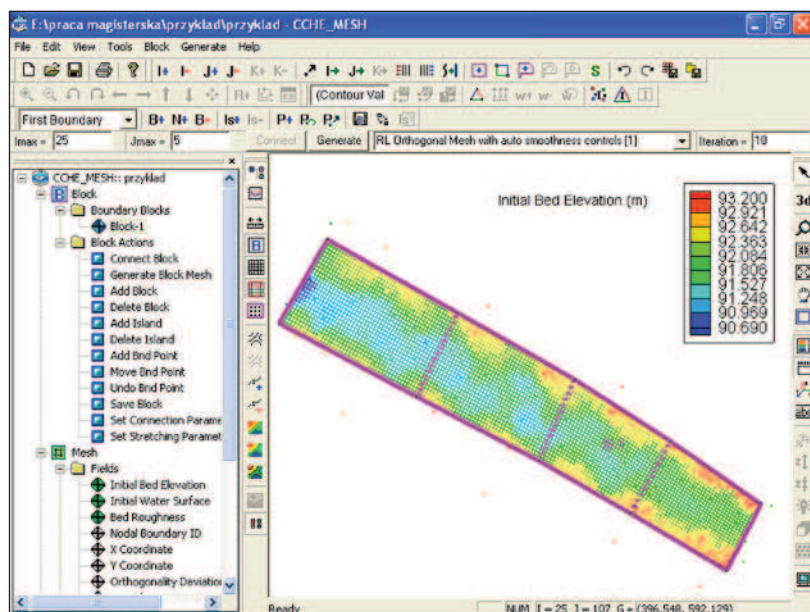 E:\praca magisterska\przyklad\przyklad - CCHE_MESH
File Edit View Tools Block Generate Help
I+ I- J+ J- K+ K- I+ J+ K+ S
R+ (Contour Val w+ w-
First Boundary B+ N+ B- Is+ Is- P+
Imax = 25 Jmax = 5 Connect Generate RL Orthogonal Mesh with auto smoothness controls [1] Iteration = 10
CCHE_MESH:: przyklad
Block
Boundary Blocks
Block-1
Block Actions
Connect Block
Generate Block Mesh
Add Block
Delete Block
Add Island
Delete Island
Add Bnd Point
Move Bnd Point
Undo Bnd Point
Save Block
Set Connection Parame
Set Stretching Paramet
Mesh
Fields
Initial Bed Elevation
Initial Water Surface
Bed Roughness
Nodal Boundary ID
X Coordinate
Y Coordinate
Orthogonality Deviation
B
Initial Bed Elevation (m)
93.200
92.921
92.642
92.363
92.084
91.806
91.527
91.248
90.969
90.690
3d
abc
Ready
NUM I = 25 J = 107 G = (396.548, 592.129)